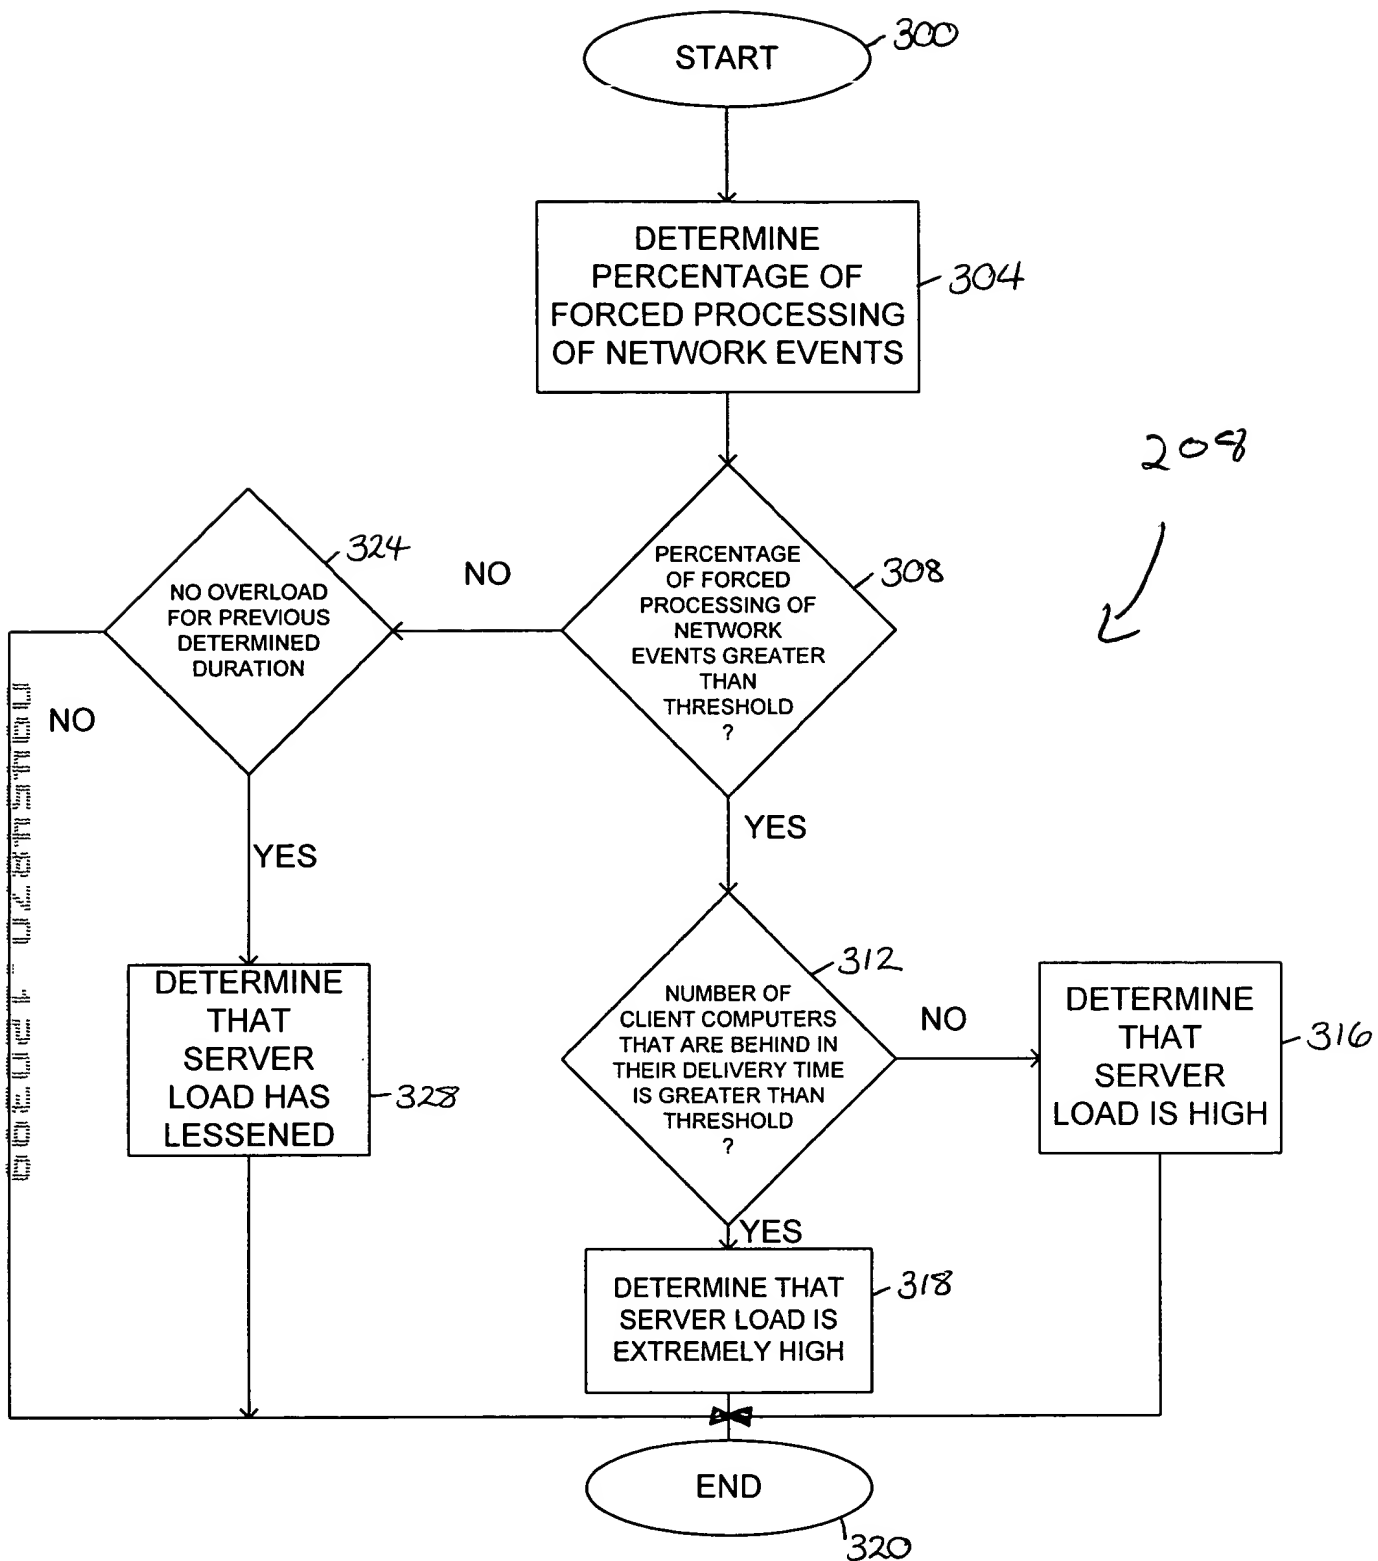 START
300
DETERMINE
PERCENTAGE OF
FORCED PROCESSING
OF NETWORK EVENTS
304
208
324
NO OVERLOAD
FOR PREVIOUS
DETERMINED
DURATION
NO
PERCENTAGE
OF FORCED
PROCESSING OF
NETWORK
EVENTS GREATER
THAN
THRESHOLD
?
308
NO
YES
YES
DETERMINE
THAT
SERVER
LOAD HAS
LESSENED
328
312
NUMBER OF
CLIENT COMPUTERS
THAT ARE BEHIND IN
THEIR DELIVERY TIME
IS GREATER THAN
THRESHOLD
?
NO
DETERMINE
THAT
SERVER
LOAD IS HIGH
316
YES
DETERMINE THAT
SERVER LOAD IS
EXTREMELY HIGH
318
END
320